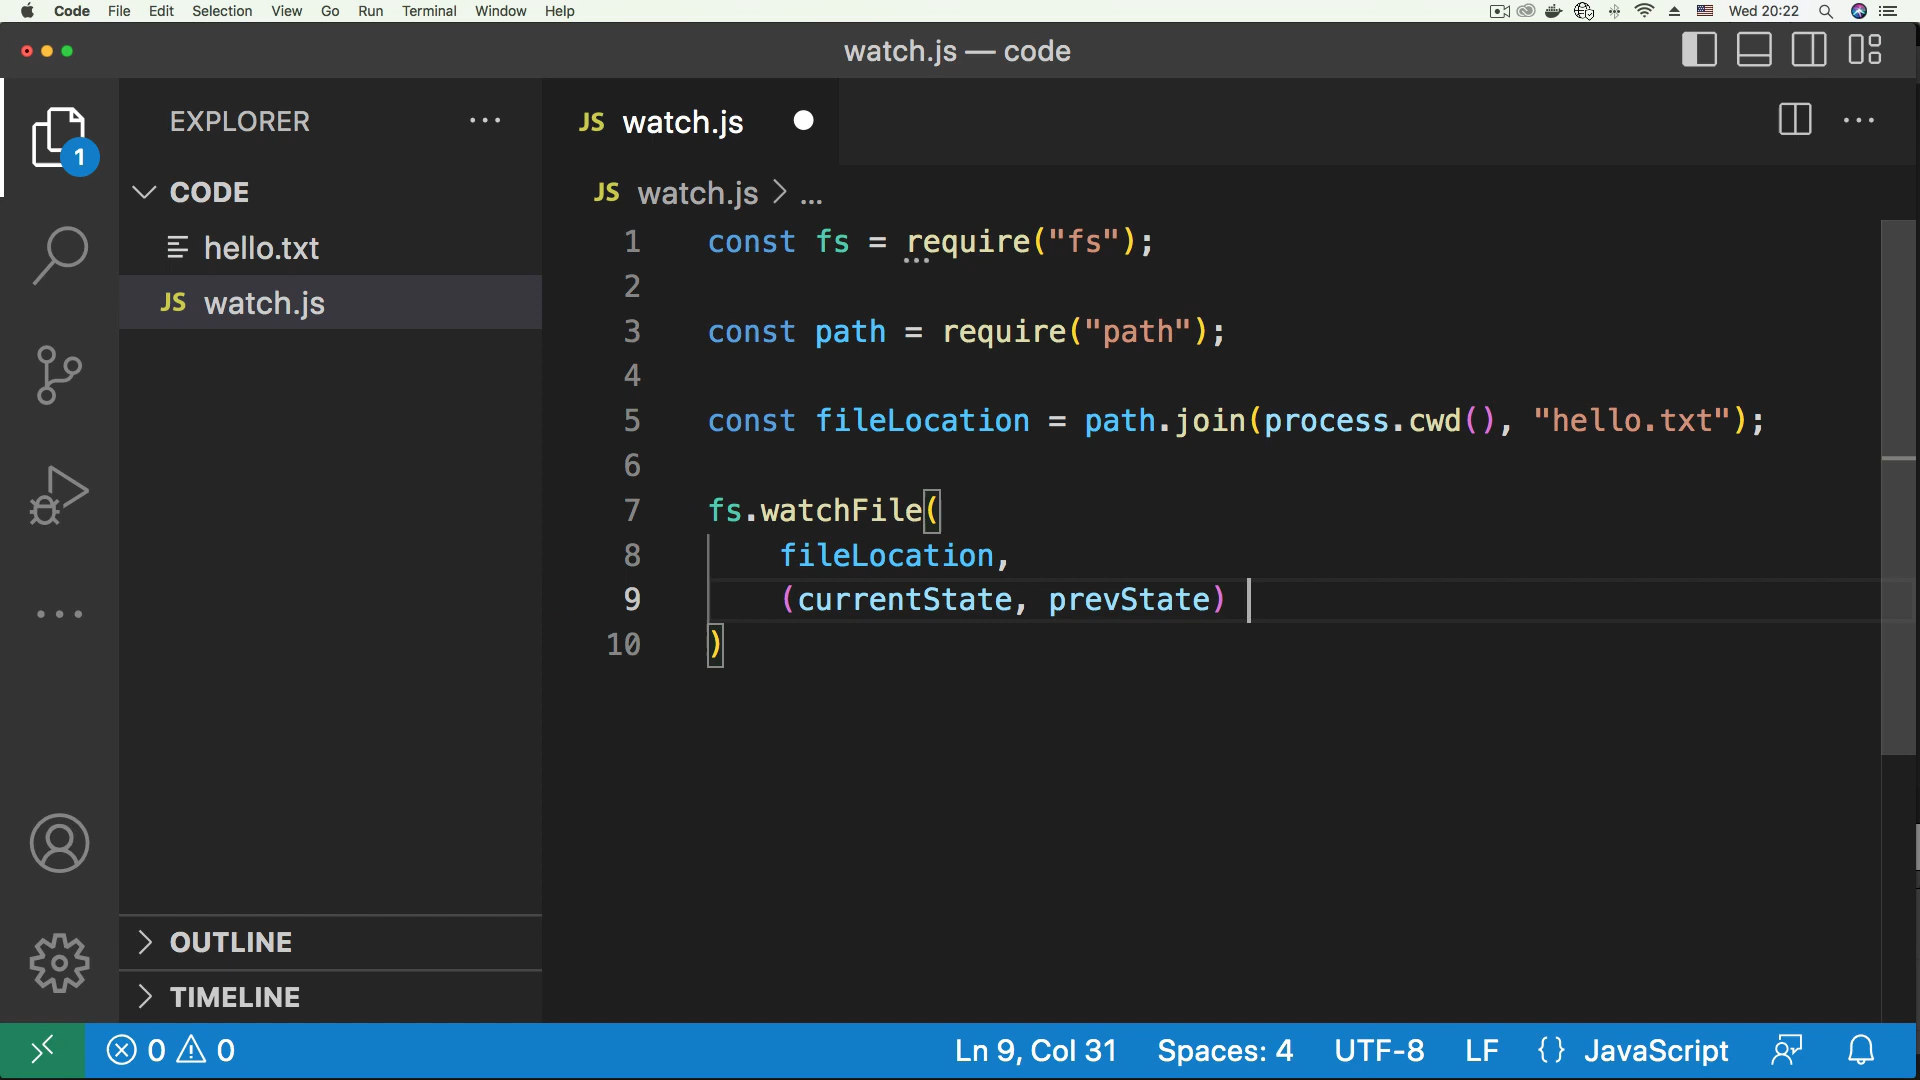 Code File Edit Selection View Go Run Terminal Window Help Wed 20:22
watch.js — code
EXPLORER ...
1
CODE
hello.txt
JS watch.js
OUTLINE
TIMELINE
JS watch.js
JS watch.js > ...
1 const fs = require("fs");
2
3 const path = require("path");
4
5 const fileLocation = path.join(process.cwd(), "hello.txt");
6
7 fs.watchFile(
8 fileLocation,
9 (currentState, prevState)
10 )
0 0 Ln 9, Col 31 Spaces: 4 UTF-8 LF {} JavaScript